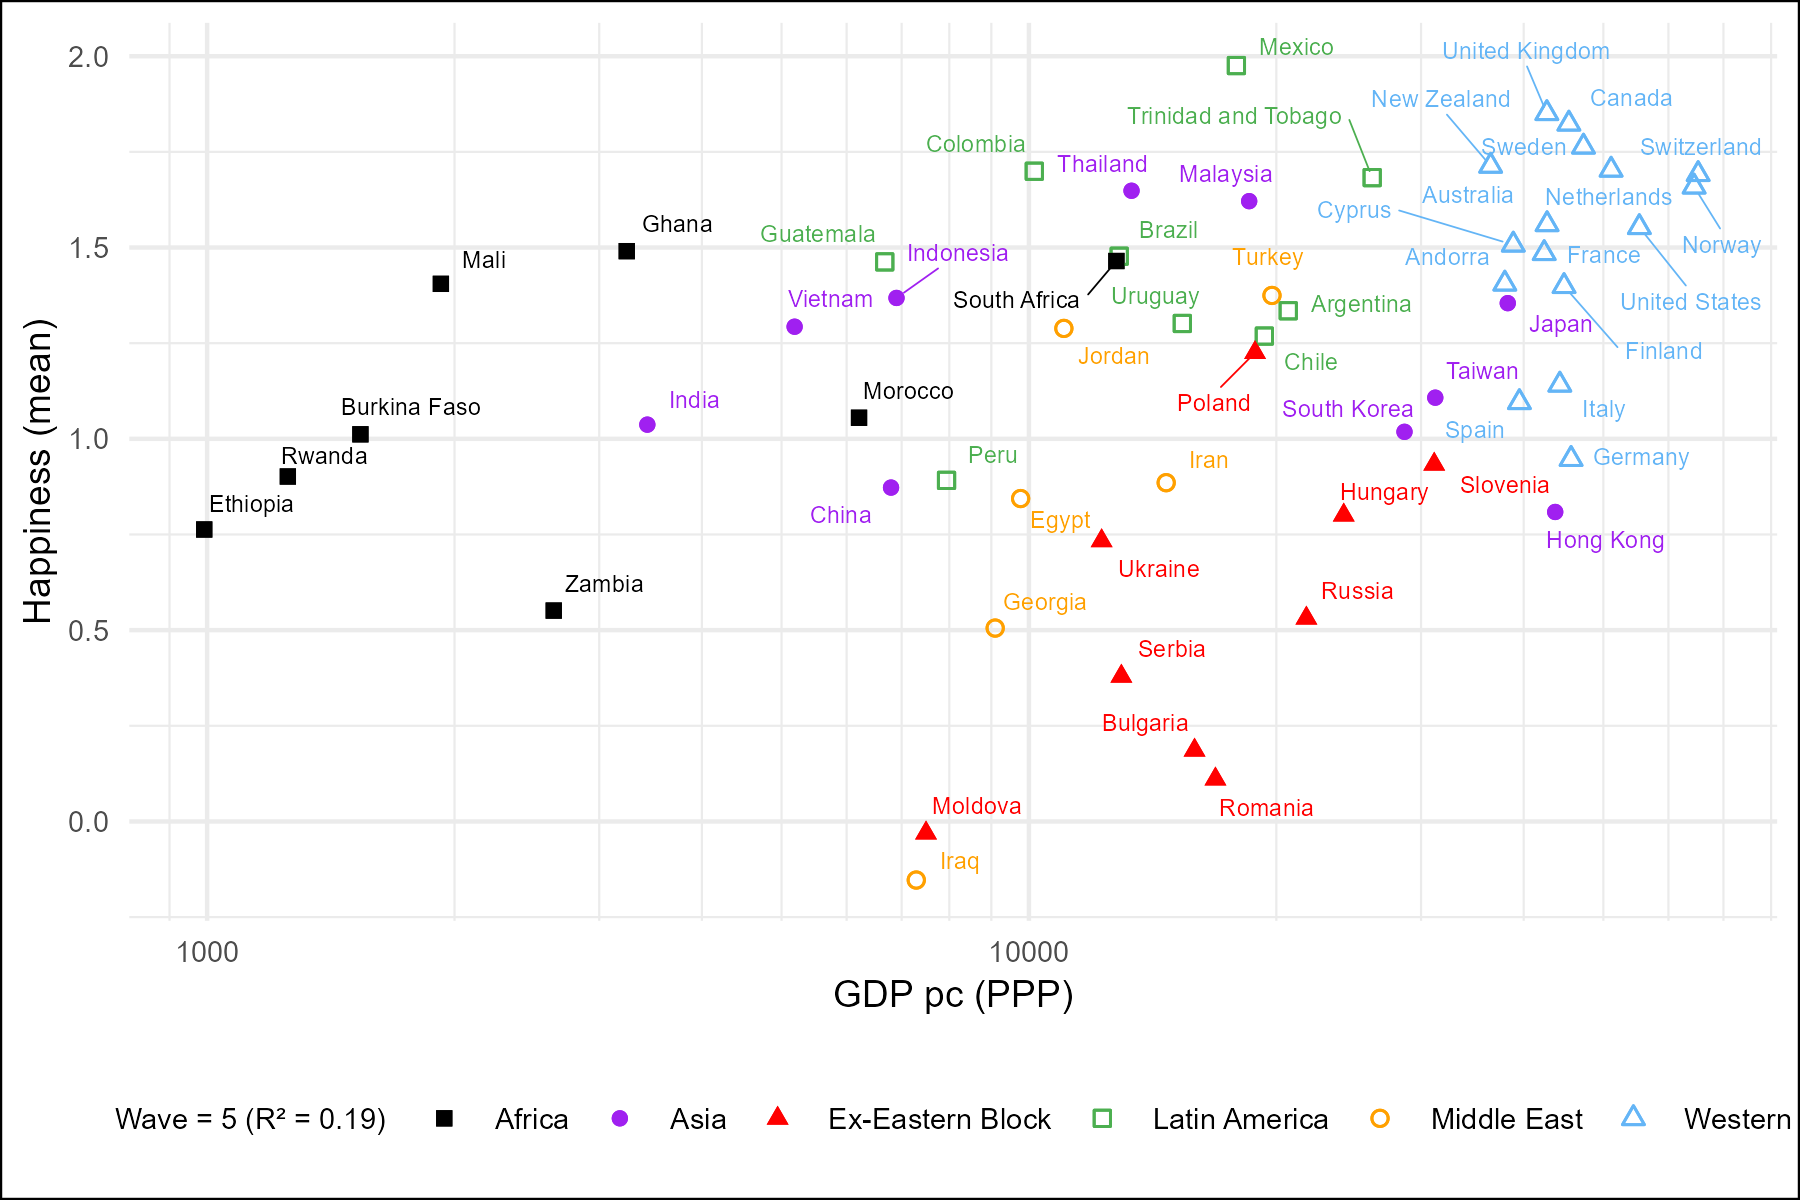 2.0
1.5
1.0
0.5
0.0
Happiness (mean)
Mexico
United Kingdom
New Zealand
Canada
Trinidad and Tobago
Colombia
Thailand
Sweden
Switzerland
Malaysia
Australia
Netherlands
Cyprus
Ghana
Guatemala
Brazil
Norway
Mali
Indonesia
Turkey
Andorra
France
Vietnam
South Africa
Uruguay
Argentina
United States
Japan
Jordan
Chile
Finland
Taiwan
Morocco
India
Burkina Faso
Poland
South Korea
Italy
Spain
Rwanda
Peru
Iran
Germany
Hungary
Slovenia
Ethiopia
China
Egypt
Hong Kong
Ukraine
Zambia
Georgia
Russia
Serbia
Bulgaria
Moldova
Romania
Iraq
1000
10000
GDP pc (PPP)
Wave = 5 (R² = 0.19) Africa Asia Ex-Eastern Block Latin America Middle East Western